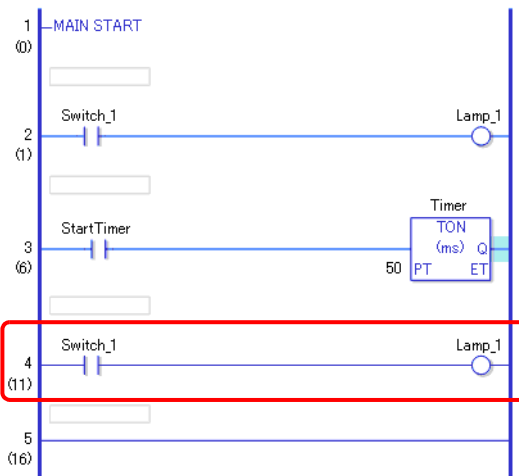 1 MAIN START
(0)
Switch_1 Lamp_1
2
(1)
Timer
StartTimer TON
3 (ms) Q
(6) 50 PT ET
Switch_1 Lamp_1
4
(11)
5
(16)